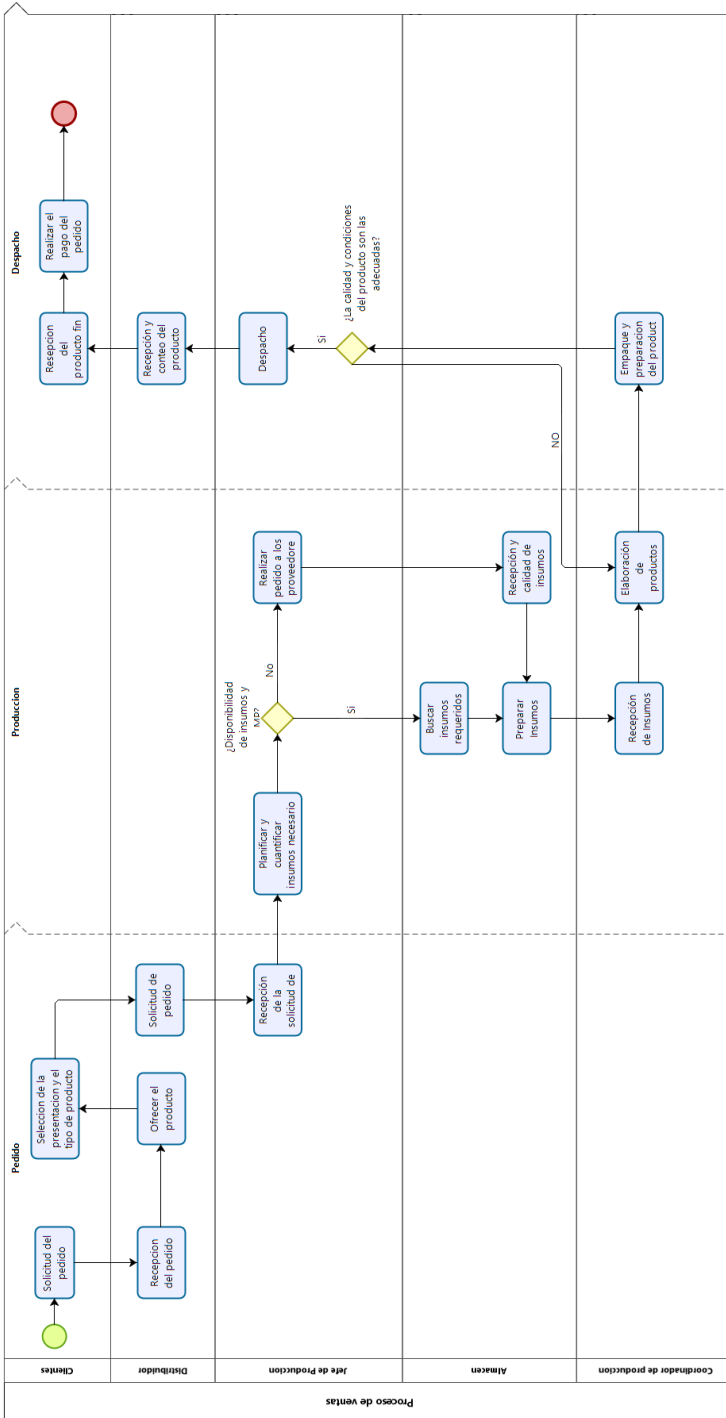 Proceso de ventas
Clientes
Distribuidor
Jefe de Produccion
Almacen
Coordinador de produccion
Pedido
Produccion
Despacho
Solicitud del
pedido
Recepcion
del pedido
Ofrecer el
producto
Seleccion de la
presentacion y el
tipo de producto
Solicitud de
pedido
Recepción
de la
solicitud de
Planificar y
cuantificar
insumos necesario
¿Disponibilidad
de insumos y
MP?
No
Si
Realizar
pedido a los
proveedore
Buscar
insumos
requeridos
Recepción y
calidad de
insumos
Preparar
Insumos
Recepción
de Insumos
Elaboración
de
productos
Empaque y
preparacion
del product
¿La calidad y condiciones
del producto son las
adecuadas?
NO
Si
Despacho
Recepción y
conteo del
producto
Resepcion
del
producto fin
Realizar el
pago del
pedido